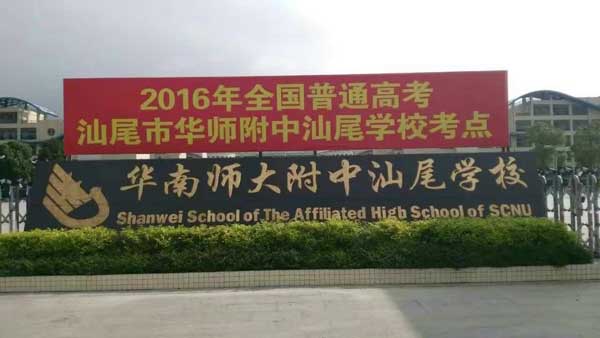 2016年全国普通高考
汕尾市华师附中汕尾学校考点
华南师大附中汕尾学校
Shanwei School of The Affiliated High School of SCNU